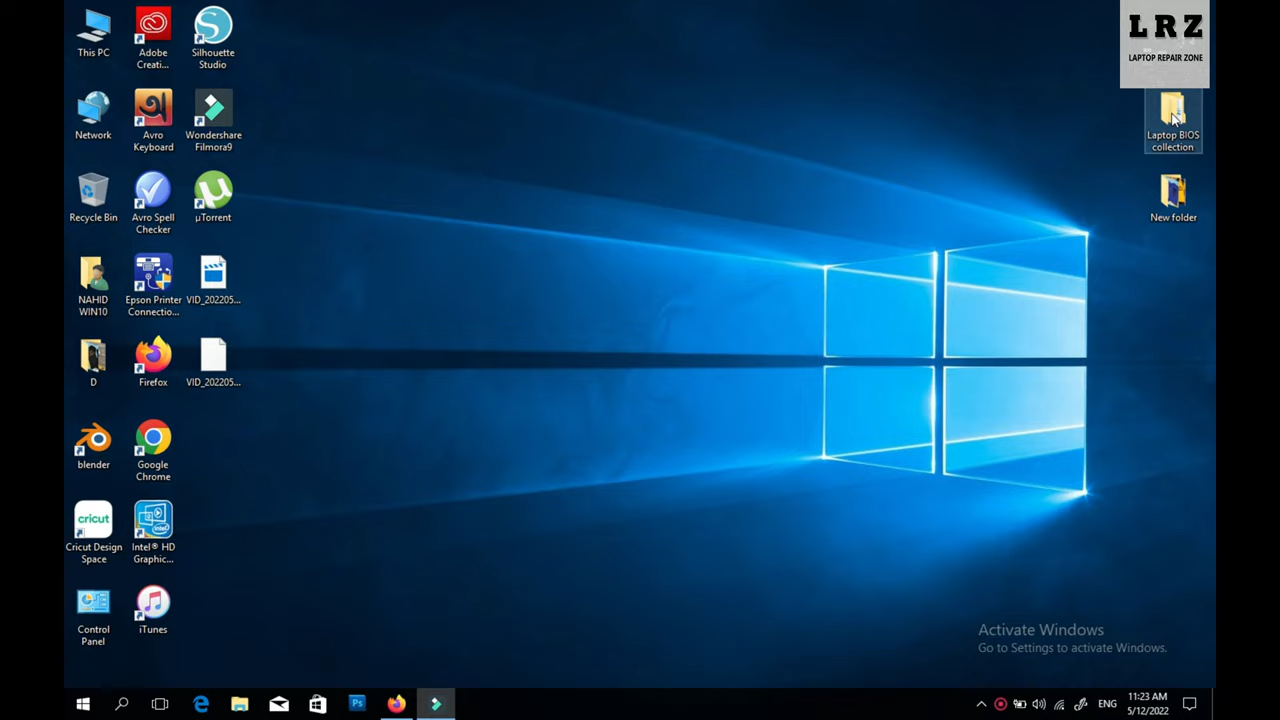 This PC
Adobe
Creati...
Silhouette
Studio
L R Z
LAPTOP REPAIR ZONE
Network
Avro
Keyboard
Wondershare
Filmora9
Laptop BIOS
collection
Recycle Bin
Avro Spell
Checker
µTorrent
New folder
NAHID
WIN10
Epson Printer
Connectio...
VID_202205...
D
Firefox
VID_202205...
blender
Google
Chrome
cricut
Cricut Design
Space
Intel® HD
Graphic...
Control
Panel
iTunes
Activate Windows
Go to Settings to activate Windows.
Ps
ENG
11:23 AM
5/12/2022